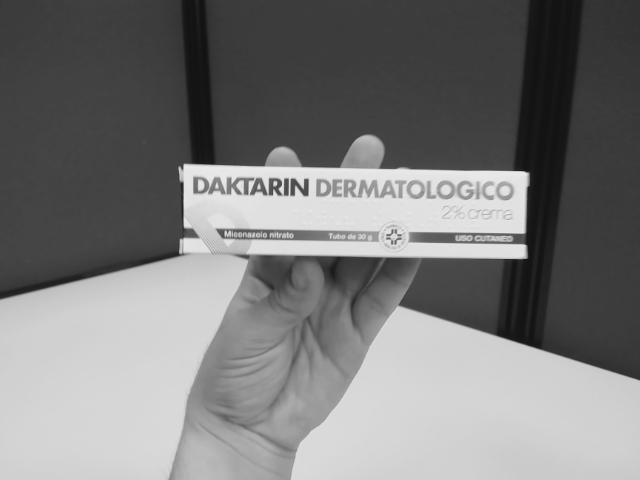 DAKTARIN DERMATOLOGICO
2% crema
Miconazolo nitrato Tubo da 30 g USO CUTANEO